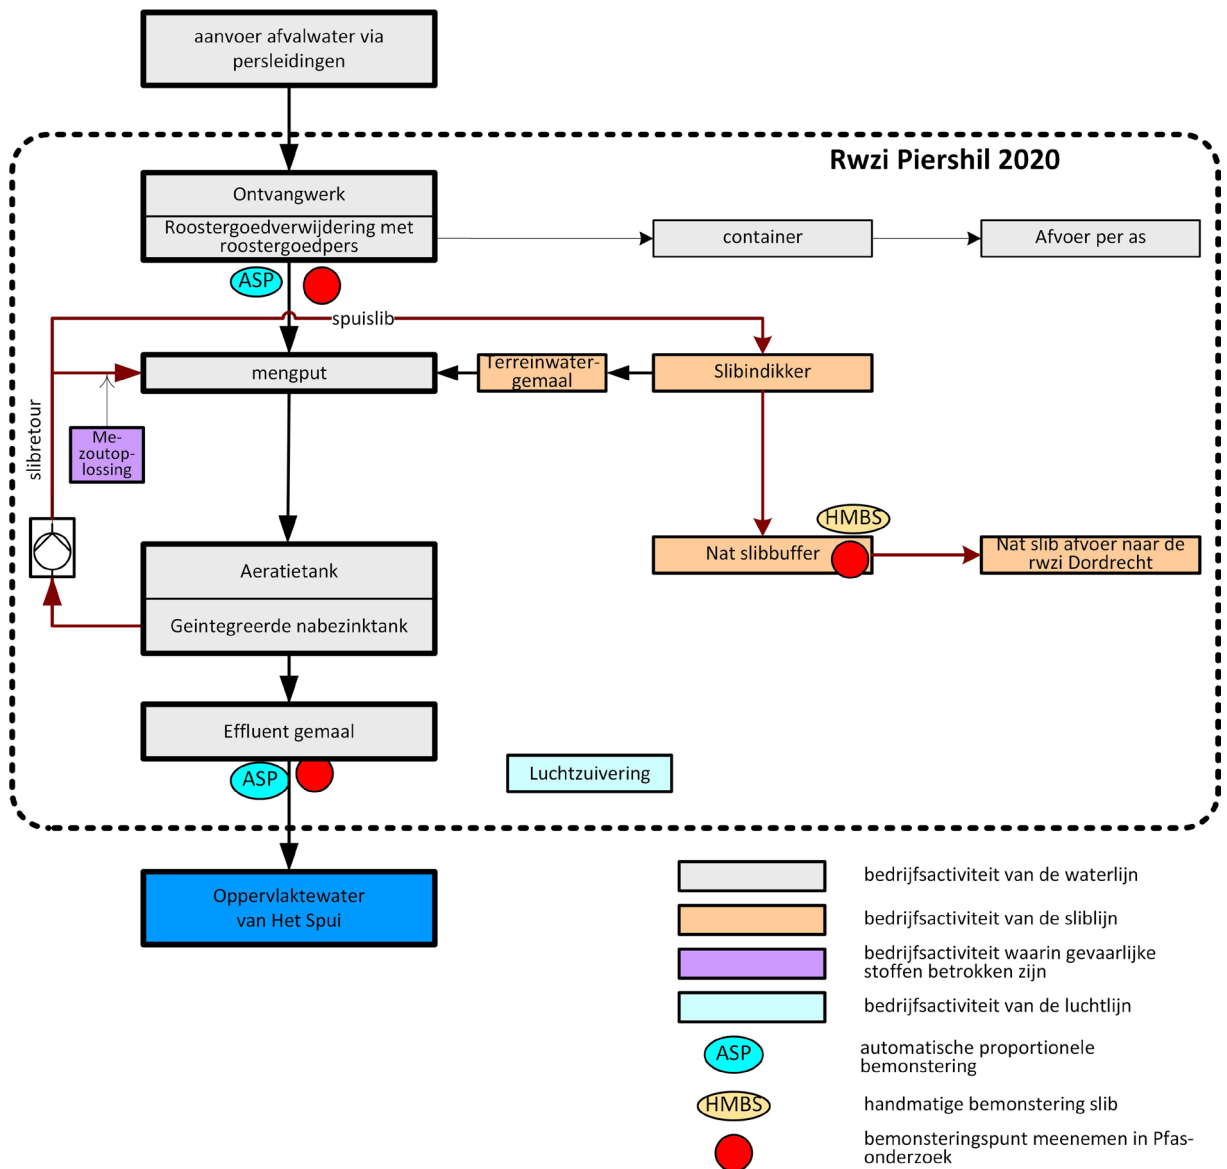 aanvoer afvalwater via
persleidingen
Rwzi Piershil 2020
Ontvangwerk
Roostergoedverwijdering met
roostergoedpers
container
Afvoer per as
ASP
spuislib
mengput
Terreinwater-
gemaal
Slibindikker
slibretour
Me-
zoutop-
lossing
HMBS
Nat slibbuffer
Nat slib afvoer naar de
rwzi Dordrecht
Aeratietank
Geintegreerde nabezinktank
Effluent gemaal
ASP
Luchtzuivering
Oppervlaktewater
van Het Spui
bedrijfsactiviteit van de waterlijn
bedrijfsactiviteit van de sliblijn
bedrijfsactiviteit waarin gevaarlijke
stoffen betrokken zijn
bedrijfsactiviteit van de luchtlijn
ASP
automatische proportionele
bemonstering
HMBS
handmatige bemonstering slib
bemonsteringspunt meenemen in Pfas-
onderzoek